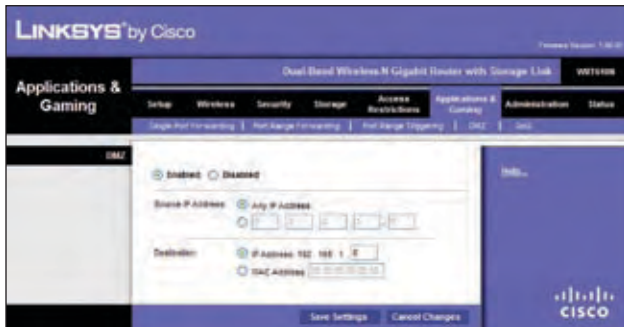 LINKSYS® by Cisco
Firmware Version:
Applications & Gaming
Dual-Band Wireless-N Gigabit Router with Storage Link
WRT610N
Setup Wireless Security Storage Access Restrictions Applications & Gaming Administration Status
Single Port Forwarding | Port Range Forwarding | Port Range Triggering | DMZ | QoS
DMZ
Enabled Disabled
Help...
Source IP Address: Any IP Address
Destination: IP Address: 192 . 168 . 1 .
MAC Address:
Save Settings Cancel Changes
CISCO